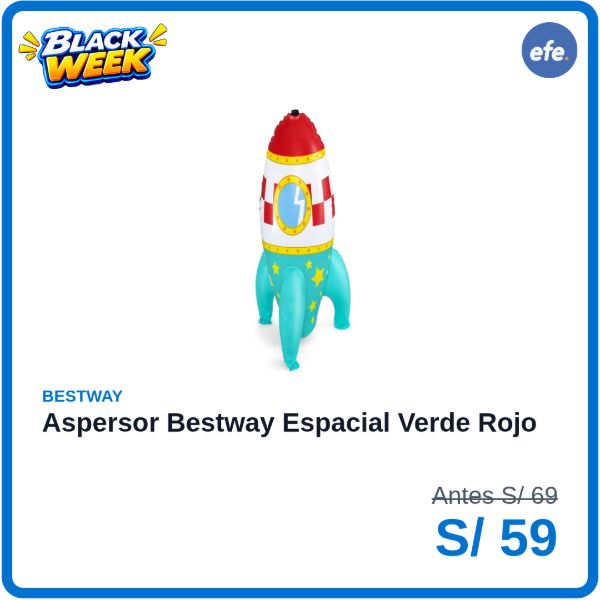 BLACK
WEEK
efe.
BESTWAY
Aspersor Bestway Espacial Verde Rojo
Antes S/ 69
S/ 59